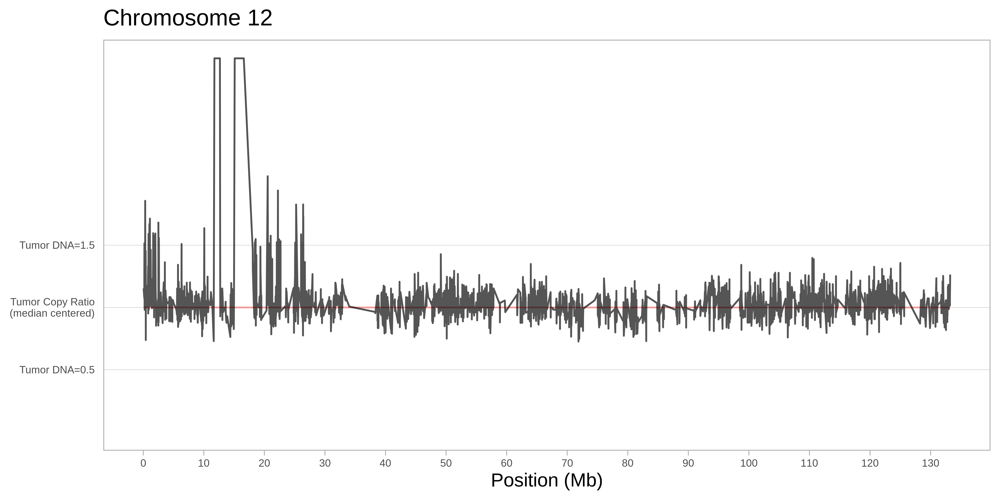 Chromosome 12
Tumor DNA=1.5
Tumor Copy Ratio
(median centered)
Tumor DNA=0.5
0 10 20 30 40 50 60 70 80 90 100 110 120 130
Position (Mb)